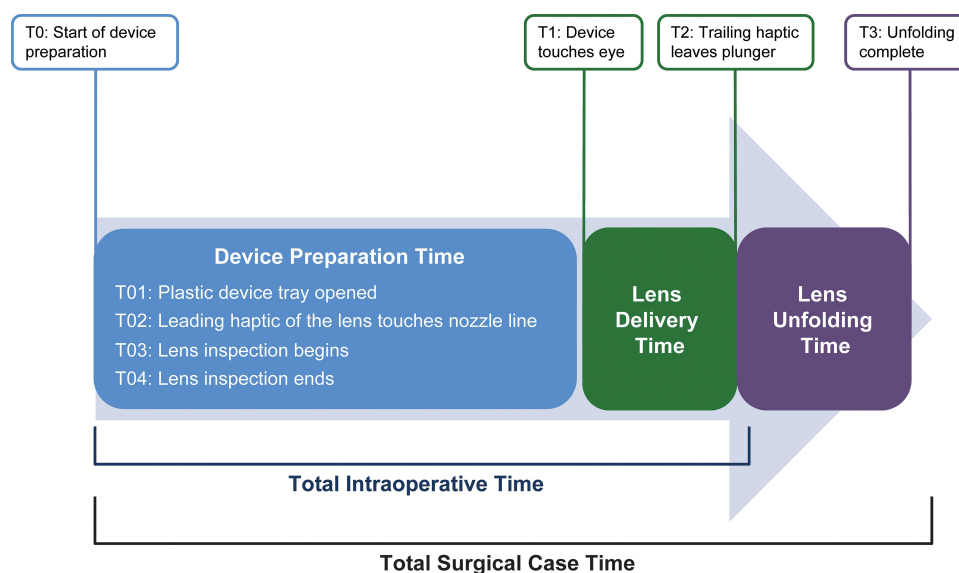 T0: Start of device
preparation
T1: Device
touches eye
T2: Trailing haptic
leaves plunger
T3: Unfolding
complete
Device Preparation Time
T01: Plastic device tray opened
T02: Leading haptic of the lens touches nozzle line
T03: Lens inspection begins
T04: Lens inspection ends
Lens
Delivery
Time
Lens
Unfolding
Time
Total Intraoperative Time
Total Surgical Case Time